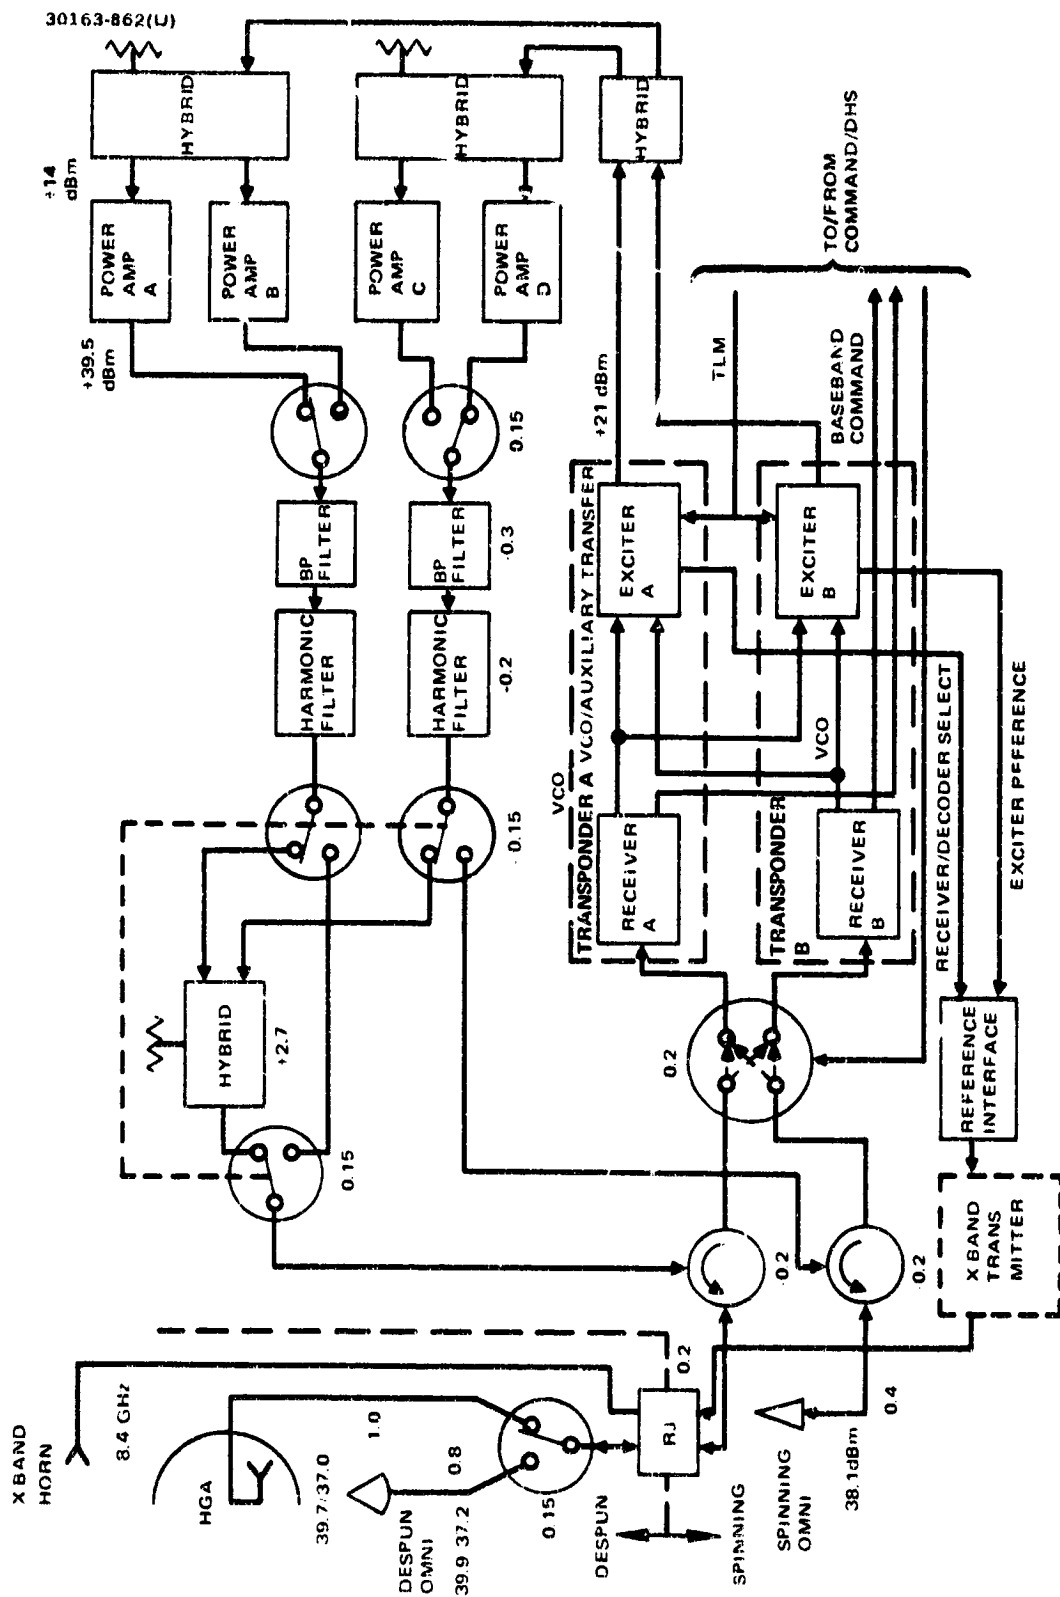 30163-862(U)
HYBRID
HYBRID
HYBRID
+14
dBm
POWER
AMP
A
POWER
AMP
B
POWER
AMP
C
POWER
AMP
D
+39.5
dBm
0.15
+21 dBm
TLM
TO/FROM
COMMAND/DHS
BASEBAND
COMMAND
BP
FILTER
BP
FILTER
-0.3
HARMONIC
FILTER
HARMONIC
FILTER
-0.2
EXCITER
A
EXCITER
B
VCO
TRANSPONDER A VCO/AUXILIARY TRANSFER
VCO
TRANSPONDER
B
RECEIVER
A
RECEIVER
B
RECEIVER/DECODER SELECT
EXCITER REFERENCE
-0.15
HYBRID
+2.7
0.15
0.2
REFERENCE
INTERFACE
X BAND
TRANS
MITTER
-0.2
-0.2
X BAND
HORN
8.4 GHz
HGA
39.7/37.0
1.0
DESPUN
OMNI
39.9 37.2
0.8
0.15
RJ
0.2
DESPUN
SPINNING
SPINNING
OMNI
38.1dBm
0.4